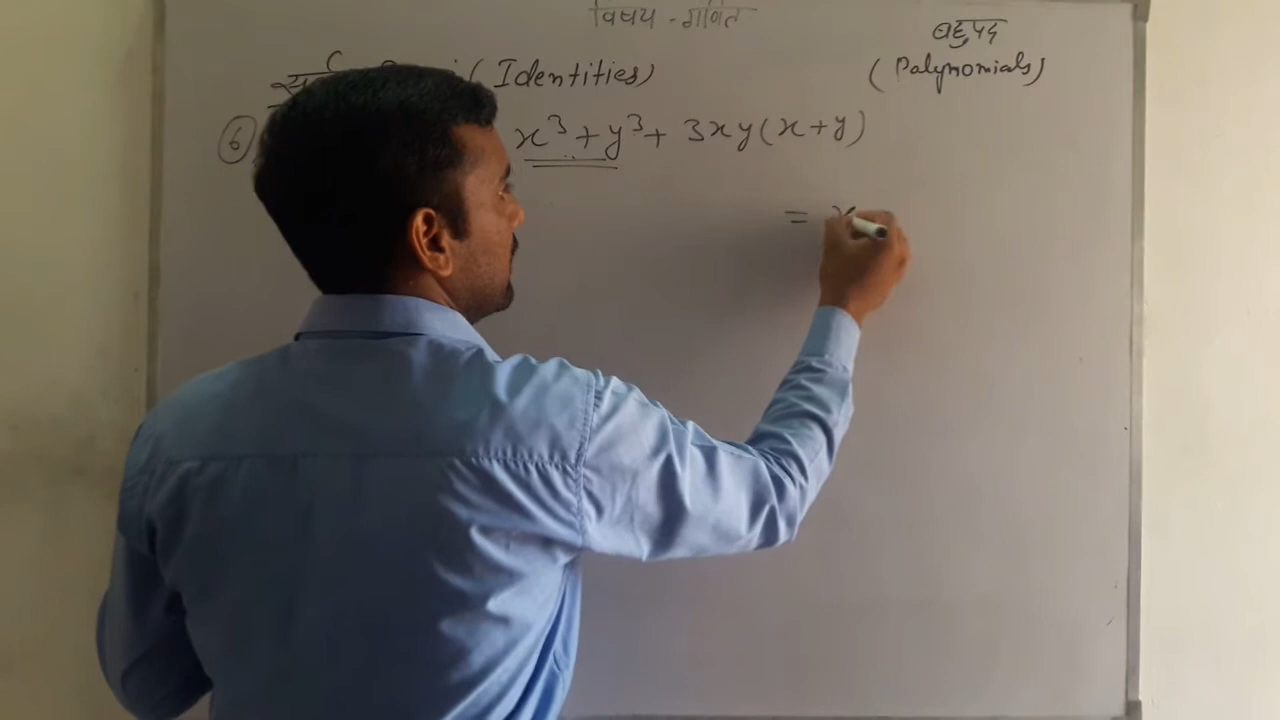 विषय - गणित
बहुपद
(Polynomials)
(Identities)
6 x³ + y³ + 3xy(x+y)
= x